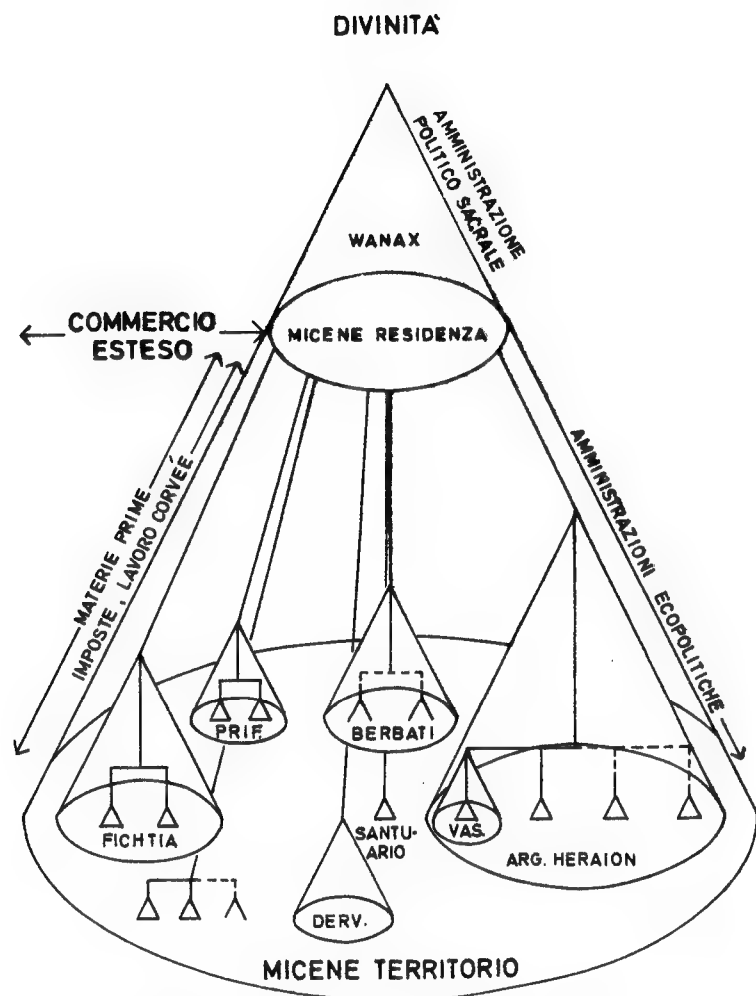 DIVINITÀ
AMMINISTRAZIONE
POLITICO SACRALE
WANAX
COMMERCIO
ESTESO
MICENE RESIDENZA
MATERIE PRIME
IMPOSTE, LAVORO CORVÉE
AMMINISTRAZIONI ECOPOLITICHE
PRIF.
BERBATI
FICHTIA
SANTU-
ARIO
VAS.
ARG. HERAION
DERV.
MICENE TERRITORIO